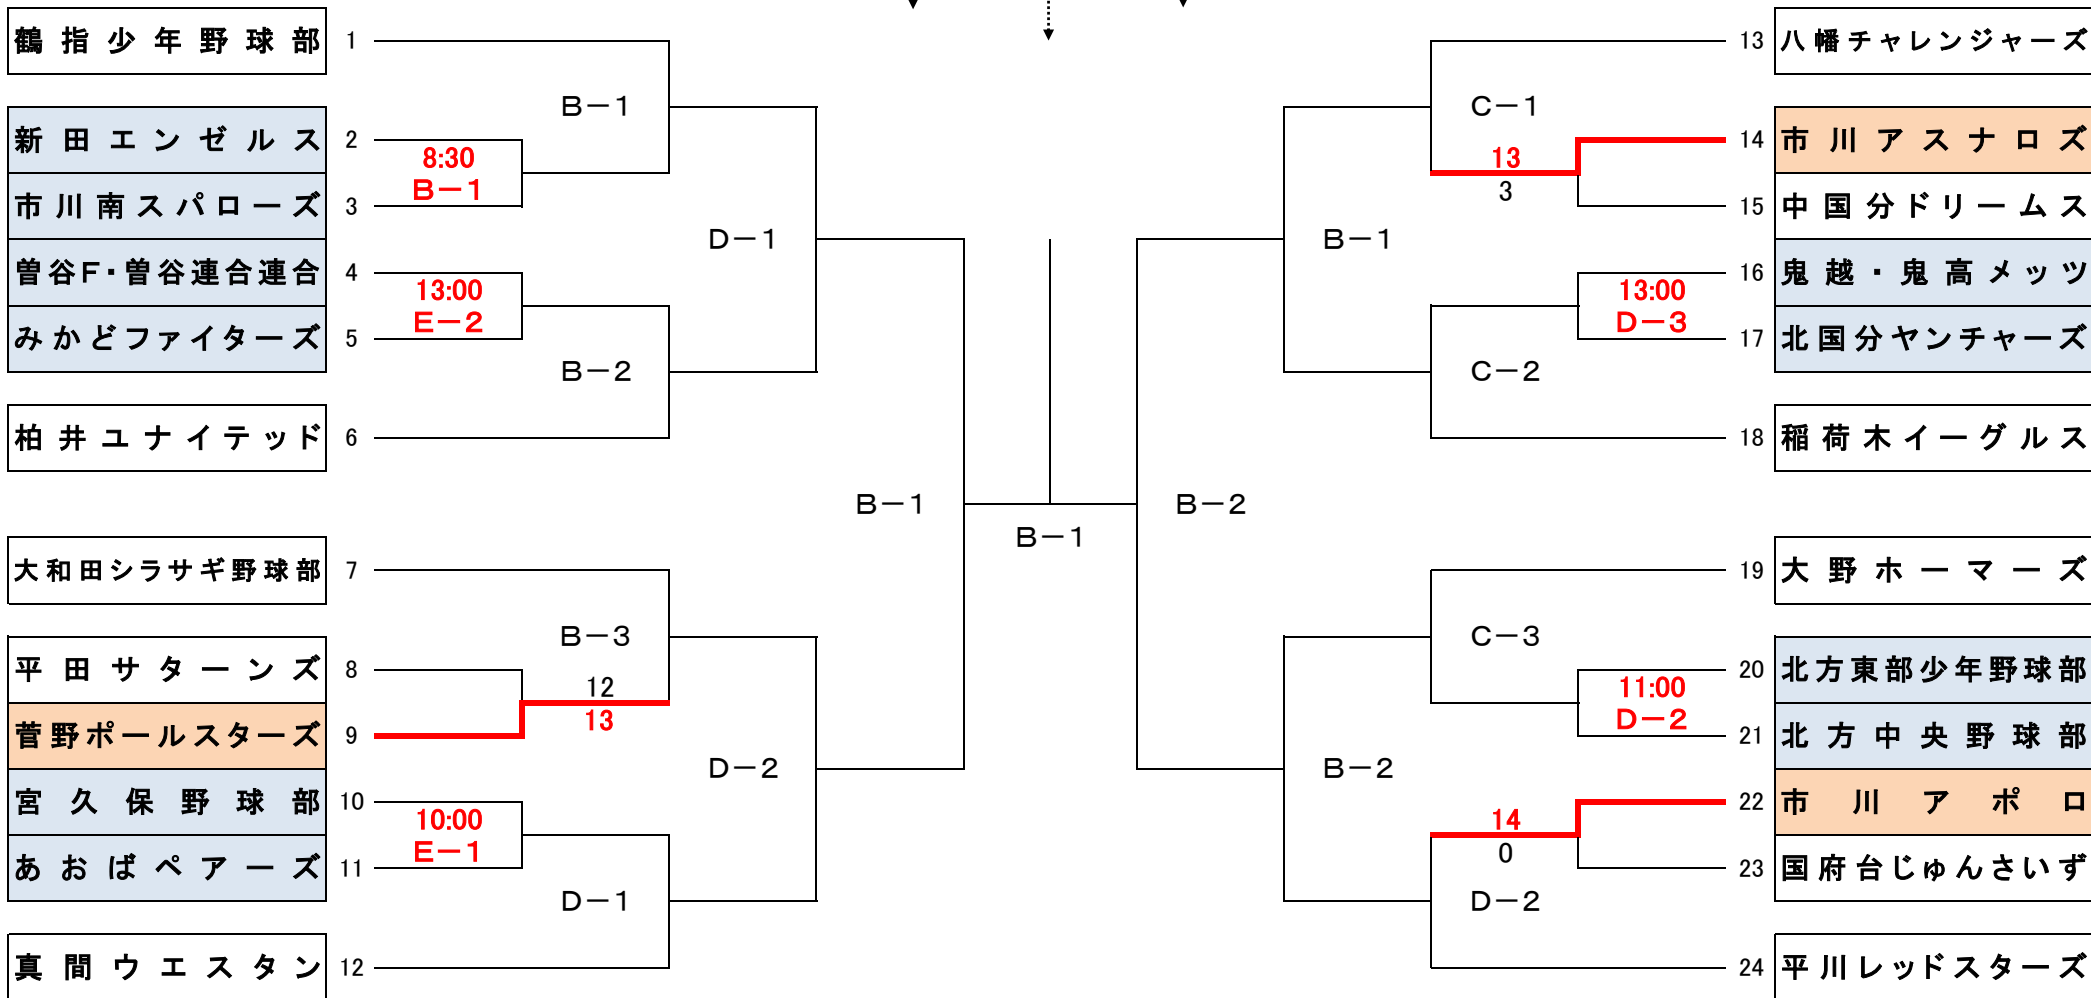 鶴指少年野球部 1
B－1
新田エンゼルス 2
8:30
B－1
市川南スパローズ 3
D－1
曽谷F・曽谷連合連合 4
13:00
E－2
みかどファイターズ 5
B－2
柏井ユナイテッド 6
B－1
大和田シラサギ野球部 7
B－3
平田サターンズ 8
12
13
菅野ポールスターズ 9
D－2
宮久保野球部 10
10:00
E－1
あおばペアーズ 11
D－1
真間ウエスタン 12
B－1
13 八幡チャレンジャーズ
C－1
14 市川アスナロズ
13
3
15 中国分ドリームス
B－1
16 鬼越・鬼高メッツ
13:00
D－3
17 北国分ヤンチャーズ
C－2
18 稲荷木イーグルス
B－2
19 大野ホーマーズ
C－3
20 北方東部少年野球部
11:00
D－2
21 北方中央野球部
B－2
22 市川アポロ
14
0
23 国府台じゅんさいず
D－2
24 平川レッドスターズ